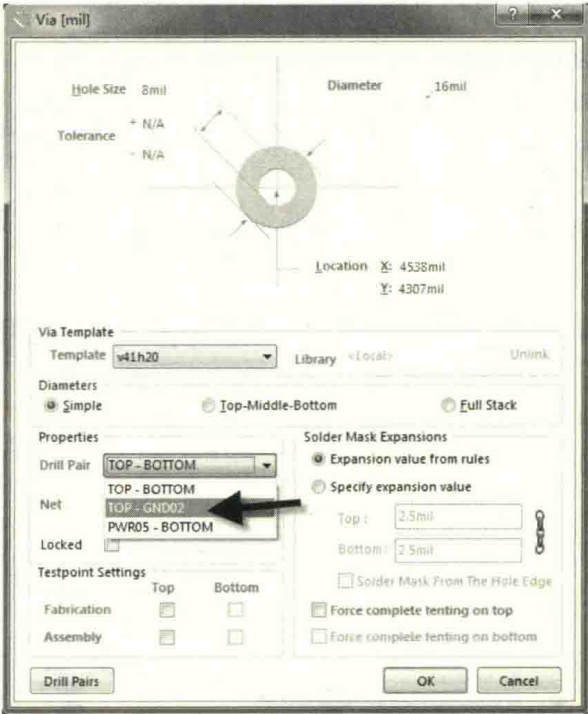 Via [mil]
Hole Size 8mil
Diameter 16mil
Tolerance + N/A
- N/A
Location X: 4538mil
Y: 4307mil
Via Template
Template v41h20 Library <Local> Unlink
Diameters
Simple Top-Middle-Bottom Full Stack
Properties
Drill Pair TOP - BOTTOM
TOP - BOTTOM
Net TOP - GND02
PWR05 - BOTTOM
Locked
Solder Mask Expansions
Expansion value from rules
Specify expansion value
Top : 2.5mil
Bottom : 2.5mil
Solder Mask From The Hole Edge
Force complete tenting on top
Force complete tenting on bottom
Testpoint Settings
Top Bottom
Fabrication
Assembly
Drill Pairs OK Cancel